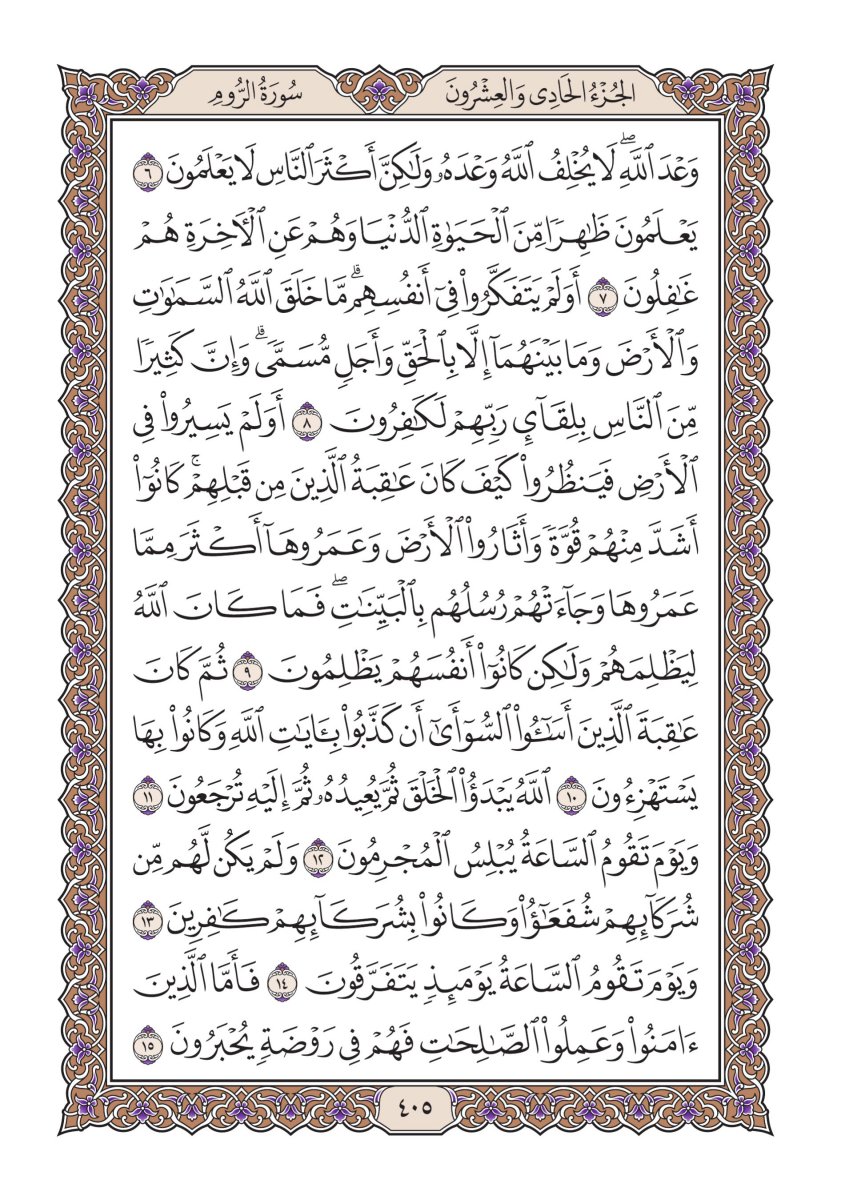 الجُزْءُ الحَادِى وَالعِشْرُونَ
سُورَةُ الرُّومِ
وَعْدَ ٱللَّهِۖ لَا يُخْلِفُ ٱللَّهُ وَعْدَهُۥ وَلَٰكِنَّ أَكْثَرَ ٱلنَّاسِ لَا يَعْلَمُونَ ٦
يَعْلَمُونَ ظَٰهِرًا مِّنَ ٱلْحَيَوٰةِ ٱلدُّنْيَا وَهُمْ عَنِ ٱلْءَاخِرَةِ هُمْ
غَٰفِلُونَ ٧ أَوَلَمْ يَتَفَكَّرُوا۟ فِىٓ أَنفُسِهِمۗ مَّا خَلَقَ ٱللَّهُ ٱلسَّمَٰوَٰتِ
وَٱلْأَرْضَ وَمَا بَيْنَهُمَآ إِلَّا بِٱلْحَقِّ وَأَجَلٍ مُّسَمًّىۗ وَإِنَّ كَثِيرًا
مِّنَ ٱلنَّاسِ بِلِقَآئِ رَبِّهِمْ لَكَٰفِرُونَ ٨ أَوَلَمْ يَسِيرُوا۟ فِى
ٱلْأَرْضِ فَيَنظُرُوا۟ كَيْفَ كَانَ عَٰقِبَةُ ٱلَّذِينَ مِن قَبْلِهِمْۚ كَانُوٓا۟
أَشَدَّ مِنْهُمْ قُوَّةً وَأَثَارُوا۟ ٱلْأَرْضَ وَعَمَرُوهَآ أَكْثَرَ مِمَّا
عَمَرُوهَا وَجَآءَتْهُمْ رُسُلُهُم بِٱلْبَيِّنَٰتِۖ فَمَا كَانَ ٱللَّهُ
لِيَظْلِمَهُمْ وَلَٰكِن كَانُوٓا۟ أَنفُسَهُمْ يَظْلِمُونَ ٩ ثُمَّ كَانَ
عَٰقِبَةَ ٱلَّذِينَ أَسَٰٓـُٔوا۟ ٱلسُّوٓأَىٰٓ أَن كَذَّبُوا۟ بِـَٔايَٰتِ ٱللَّهِ وَكَانُوا۟ بِهَا
يَسْتَهْزِءُونَ ١٠ ٱللَّهُ يَبْدَؤُا۟ ٱلْخَلْقَ ثُمَّ يُعِيدُهُۥ ثُمَّ إِلَيْهِ تُرْجَعُونَ ١١
وَيَوْمَ تَقُومُ ٱلسَّاعَةُ يُبْلِسُ ٱلْمُجْرِمُونَ ١٢ وَلَمْ يَكُن لَّهُم مِّن
شُرَكَآئِهِمْ شُفَعَٰٓؤُا۟ وَكَانُوا۟ بِشُرَكَآئِهِمْ كَٰفِرِينَ ١٣
وَيَوْمَ تَقُومُ ٱلسَّاعَةُ يَوْمَئِذٍ يَتَفَرَّقُونَ ١٤ فَأَمَّا ٱلَّذِينَ
ءَامَنُوا۟ وَعَمِلُوا۟ ٱلصَّٰلِحَٰتِ فَهُمْ فِى رَوْضَةٍ يُحْبَرُونَ ١٥
٤٠٥